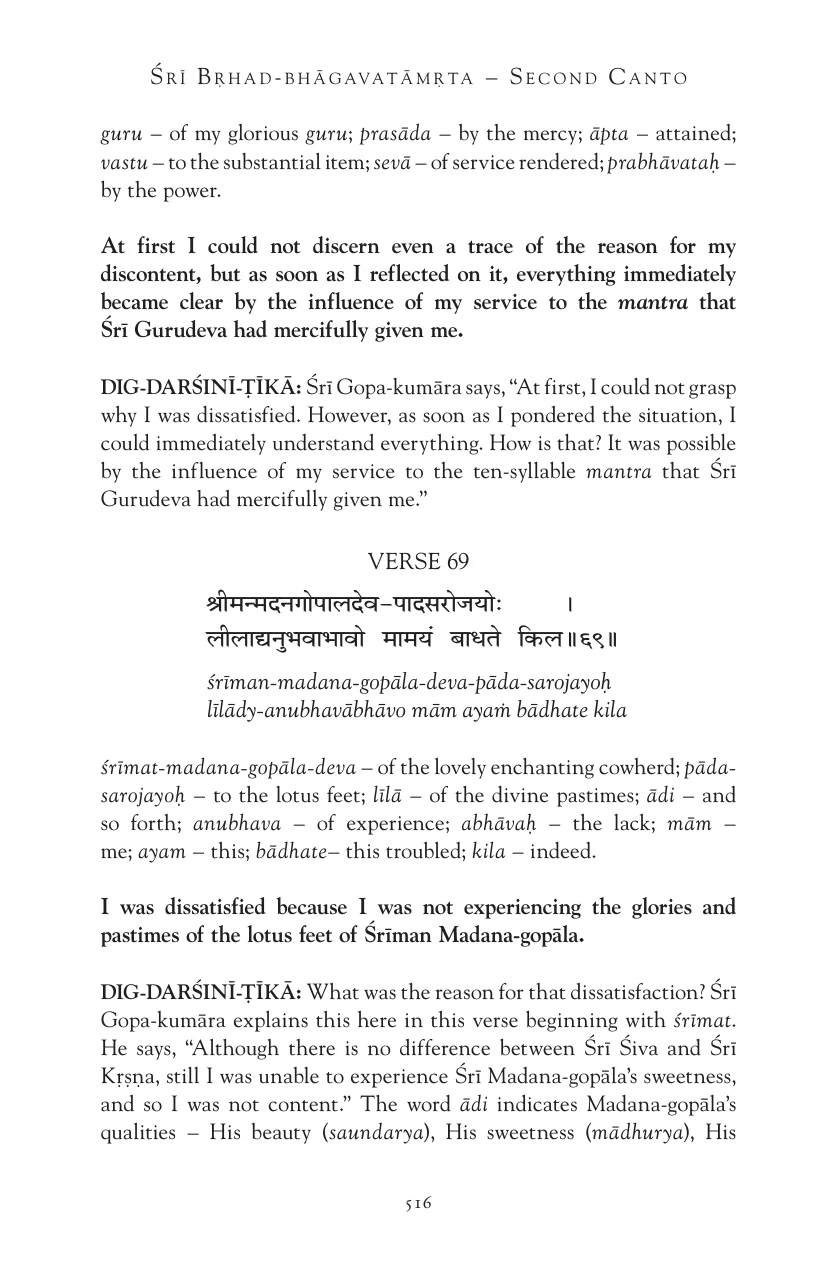 Śrī Bṛhad-bhāgavatāmṛta – Second Canto
guru – of my glorious guru; prasāda – by the mercy; āpta – attained;
vastu – to the substantial item; sevā – of service rendered; prabhāvataḥ –
by the power.
At first I could not discern even a trace of the reason for my
discontent, but as soon as I reflected on it, everything immediately
became clear by the influence of my service to the mantra that
Śrī Gurudeva had mercifully given me.
DIG-DARŚINĪ-ṬĪKĀ: Śrī Gopa-kumāra says, “At first, I could not grasp
why I was dissatisfied. However, as soon as I pondered the situation, I
could immediately understand everything. How is that? It was possible
by the influence of my service to the ten-syllable mantra that Śrī
Gurudeva had mercifully given me.”
VERSE 69
श्रीमन्मदनगोपालदेव–पादसरोजयोः ।
लीलाद्यनुभवाभावो मामयं बाधते किल॥६९॥
śrīman-madana-gopāla-deva-pāda-sarojayoḥ
līlādy-anubhavābhāvo mām ayaṁ bādhate kila
śrīmat-madana-gopāla-deva – of the lovely enchanting cowherd; pāda-
sarojayoḥ – to the lotus feet; līlā – of the divine pastimes; ādi – and
so forth; anubhava – of experience; abhāvaḥ – the lack; mām –
me; ayam – this; bādhate– this troubled; kila – indeed.
I was dissatisfied because I was not experiencing the glories and
pastimes of the lotus feet of Śrīman Madana-gopāla.
DIG-DARŚINĪ-ṬĪKĀ: What was the reason for that dissatisfaction? Śrī
Gopa-kumāra explains this here in this verse beginning with śrīmat.
He says, “Although there is no difference between Śrī Śiva and Śrī
Kṛṣṇa, still I was unable to experience Śrī Madana-gopāla’s sweetness,
and so I was not content.” The word ādi indicates Madana-gopāla’s
qualities – His beauty (saundarya), His sweetness (mādhurya), His
516